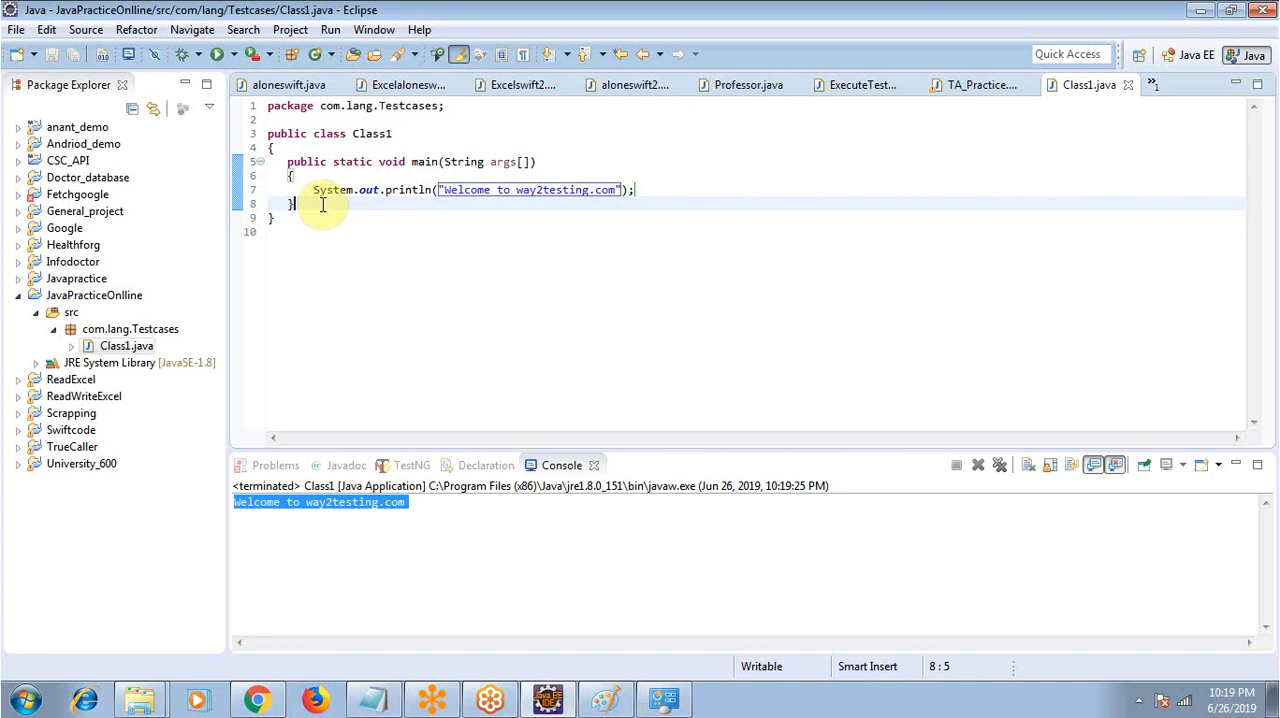 Java - JavaPracticeOnlline/src/com/lang/Testcases/Class1.java - Eclipse
File Edit Source Refactor Navigate Search Project Run Window Help
Quick Access Java EE Java
Package Explorer
aloneswift.java Excelalonesw... Excelswift2.... aloneswift2.... Professor.java ExecuteTest... TA_Practice.... Class1.java
anant_demo
Andriod_demo
CSC_API
Doctor_database
Fetchgoogle
General_project
Google
Healthforg
Infodoctor
Javapractice
JavaPracticeOnlline
src
com.lang.Testcases
Class1.java
JRE System Library [JavaSE-1.8]
ReadExcel
ReadWriteExcel
Scrapping
Swiftcode
TrueCaller
University_600
1 package com.lang.Testcases;
2
3 public class Class1
4 {
5 public static void main(String args[])
6 {
7 System.out.println("Welcome to way2testing.com");
8 }
9 }
10
Problems Javadoc TestNG Declaration Console
<terminated> Class1 [Java Application] C:\Program Files (x86)\Java\jre1.8.0_151\bin\javaw.exe (Jun 26, 2019, 10:19:25 PM)
Welcome to way2testing.com
Writable Smart Insert 8 : 5
Java EE
IDE
10:19 PM
6/26/2019